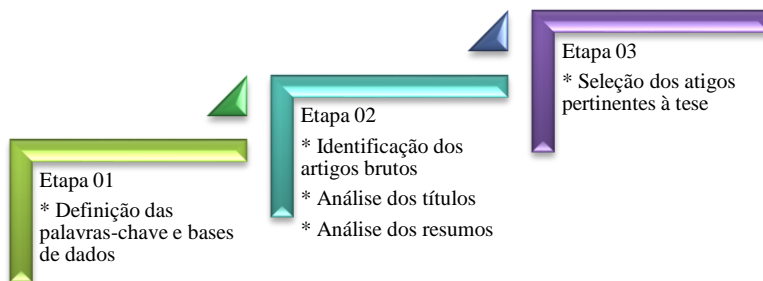 Etapa 01
* Definição das
palavras-chave e bases
de dados
Etapa 02
* Identificação dos
artigos brutos
* Análise dos títulos
* Análise dos resumos
Etapa 03
* Seleção dos atigos
pertinentes à tese